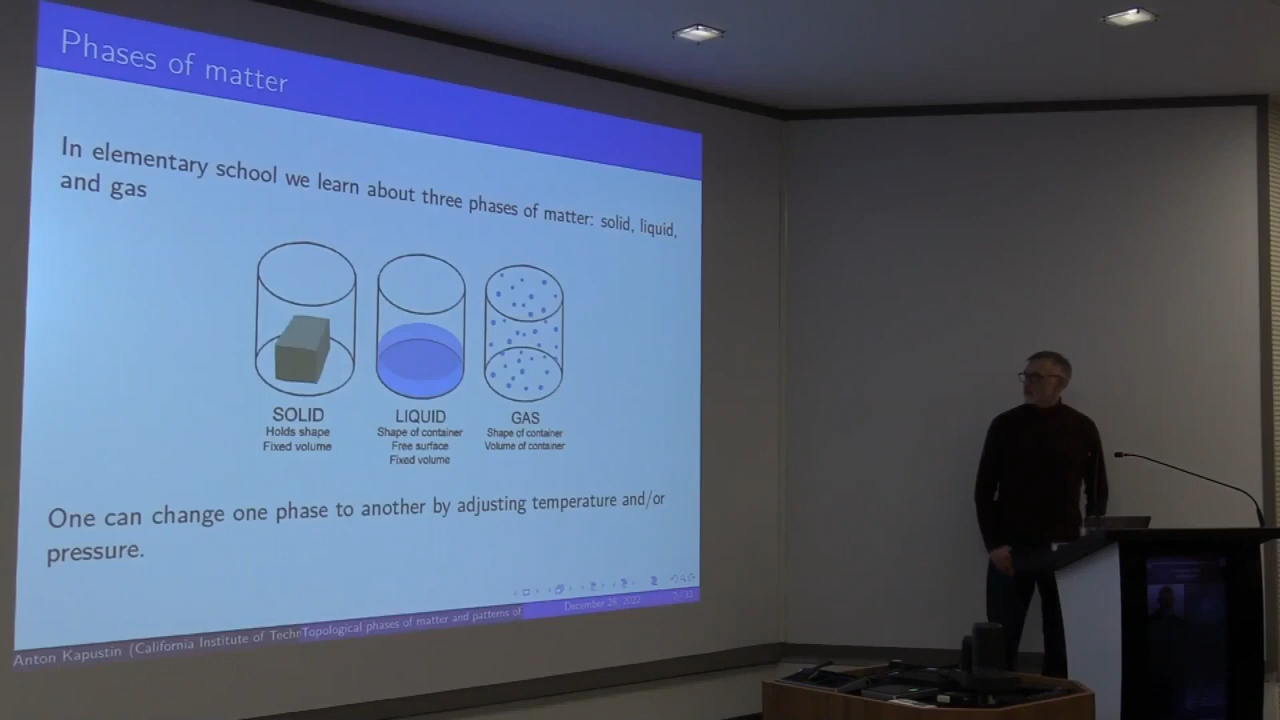 Phases of matter
In elementary school we learn about three phases of matter: solid, liquid,
and gas
SOLID
Holds shape
Fixed volume
LIQUID
Shape of container
Free surface
Fixed volume
GAS
Shape of container
Volume of container
One can change one phase to another by adjusting temperature and/or
pressure.
Anton Kapustin (California Institute of Techn
Topological phases of matter and patterns of
December